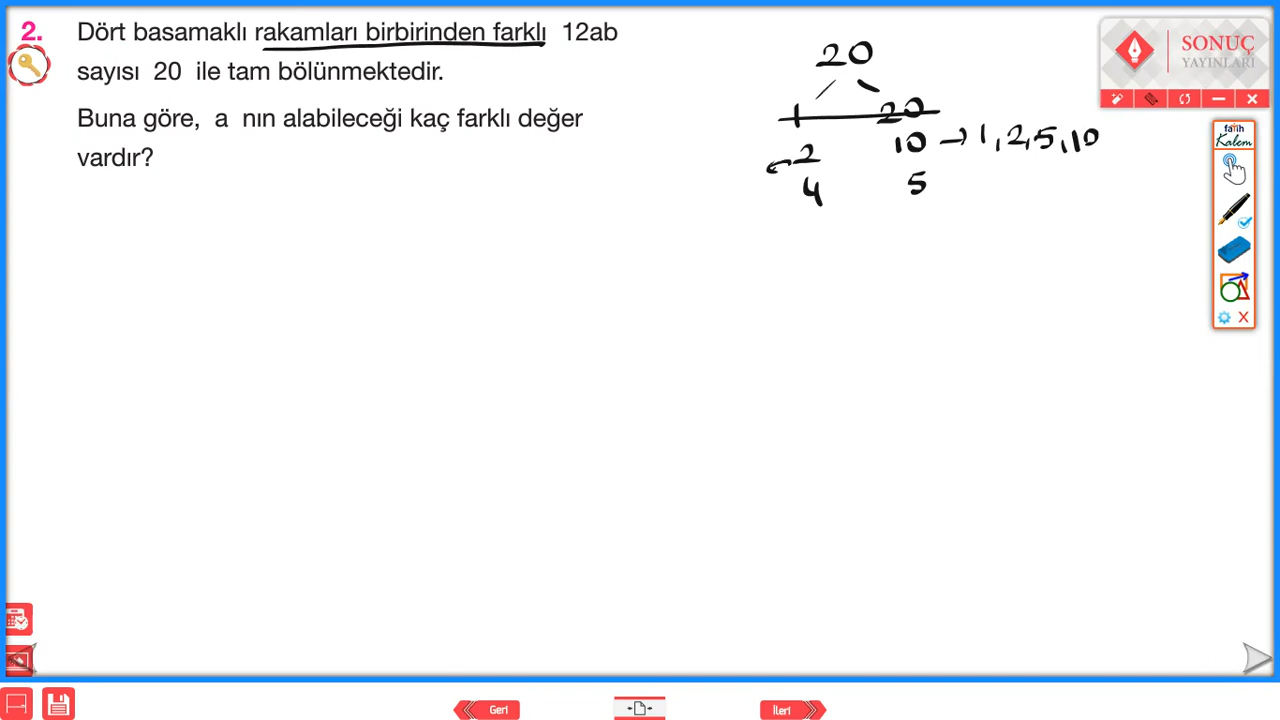 2. Dört basamaklı rakamları birbirinden farklı 12ab
sayısı 20 ile tam bölünmektedir.
Buna göre, a nın alabileceği kaç farklı değer
vardır?
20
1 20
2 10 → 1, 2, 5, 10
4 5
SONUÇ
YAYINLARI
fatih
Kalem
Geri
İleri